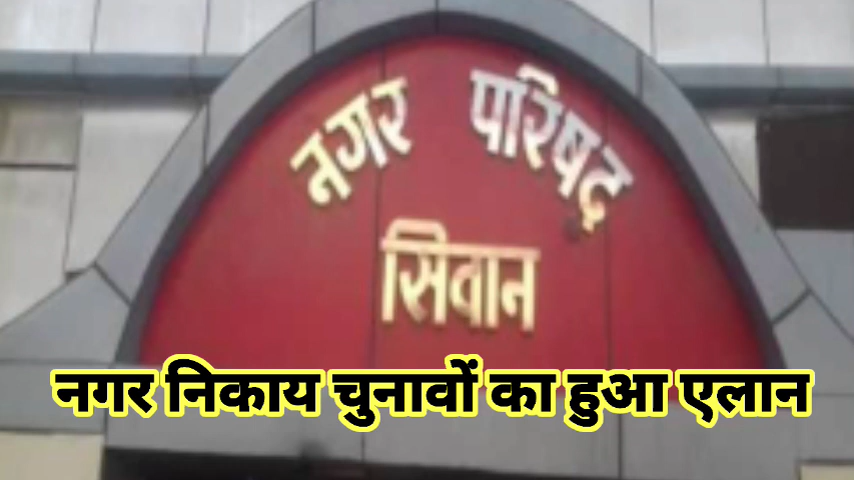 नगर परिषद्
सिवान
नगर निकाय चुनावों का हुआ एलान